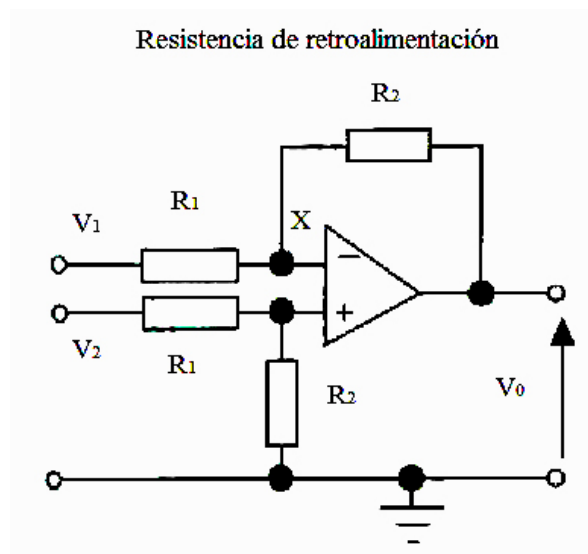 Resistencia de retroalimentación
R2
R1
V1
X
−
+
V2
R1
R2
V0